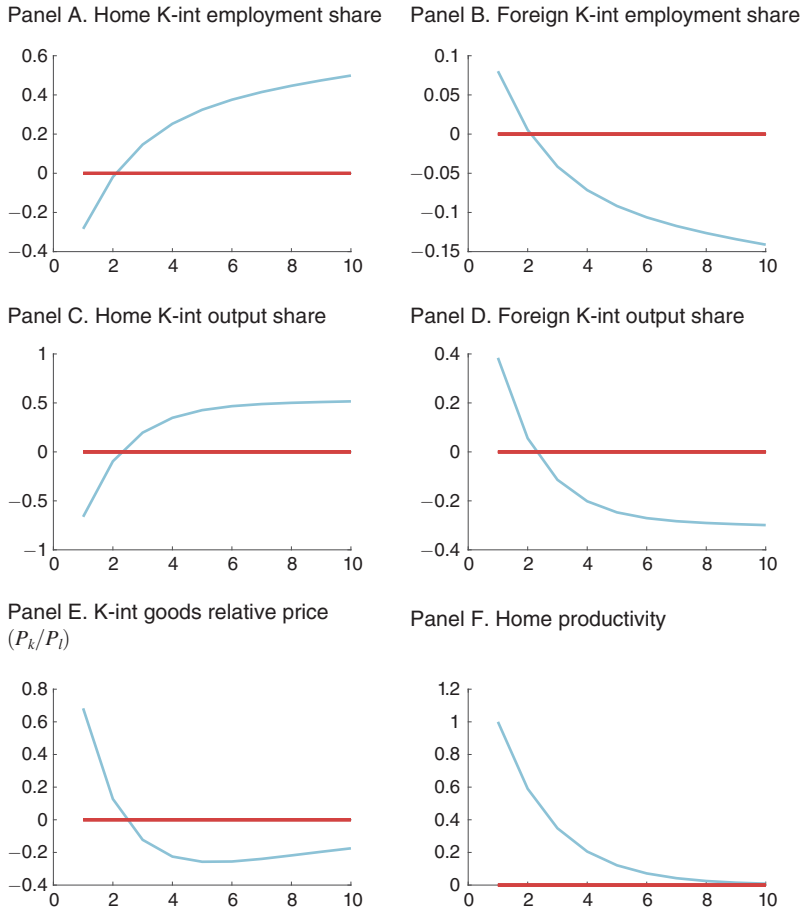 Panel A. Home K-int employment share
0.6
0.4
0.2
0
−0.2
−0.4
0 2 4 6 8 10
Panel B. Foreign K-int employment share
0.1
0.05
0
−0.05
−0.1
−0.15
0 2 4 6 8 10
Panel C. Home K-int output share
1
0.5
0
−0.5
−1
0 2 4 6 8 10
Panel D. Foreign K-int output share
0.4
0.2
0
−0.2
−0.4
0 2 4 6 8 10
Panel E. K-int goods relative price
(P_k/P_l)
0.8
0.6
0.4
0.2
0
−0.2
−0.4
0 2 4 6 8 10
Panel F. Home productivity
1.2
1
0.8
0.6
0.4
0.2
0
0 2 4 6 8 10